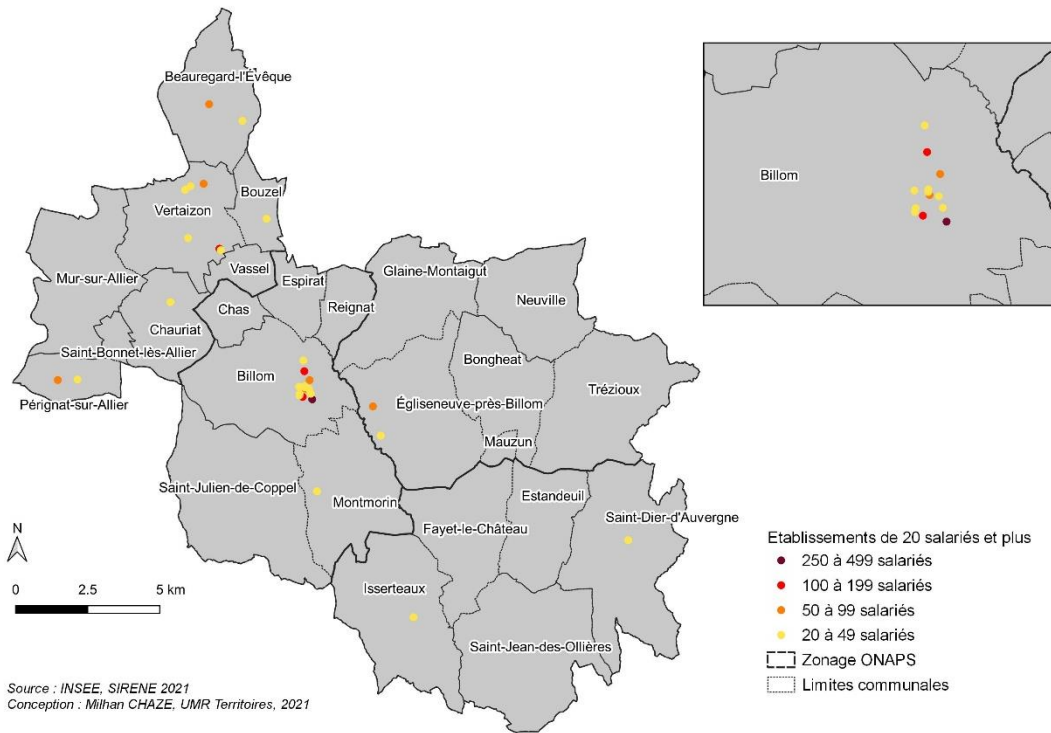 Beauregard-l'Évêque
Bouzel
Vertaizon
Vassel
Mur-sur-Allier
Espirat
Glaine-Montaigut
Neuville
Reignat
Chas
Chauriat
Saint-Bonnet-lès-Allier
Bongheat
Billom
Trézioux
Pérignat-sur-Allier
Égliseneuve-près-Billom
Mauzun
Saint-Julien-de-Coppel
Montmorin
Estandeuil
Saint-Dier-d'Auvergne
Fayet-le-Château
Isserteaux
Saint-Jean-des-Ollières
Billom
N
0 2.5 5 km
Etablissements de 20 salariés et plus
250 à 499 salariés
100 à 199 salariés
50 à 99 salariés
20 à 49 salariés
Zonage ONAPS
Limites communales
Source : INSEE, SIRENE 2021
Conception : Milhan CHAZE, UMR Territoires, 2021